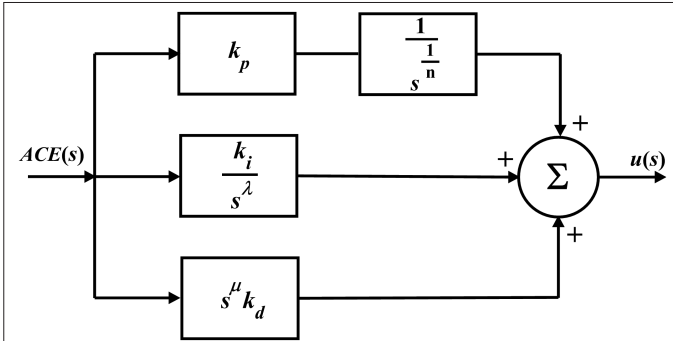 k_p
1
s^{1/n}
+
ACE(s)
k_i
s^λ
+
Σ
u(s)
s^μ k_d
+